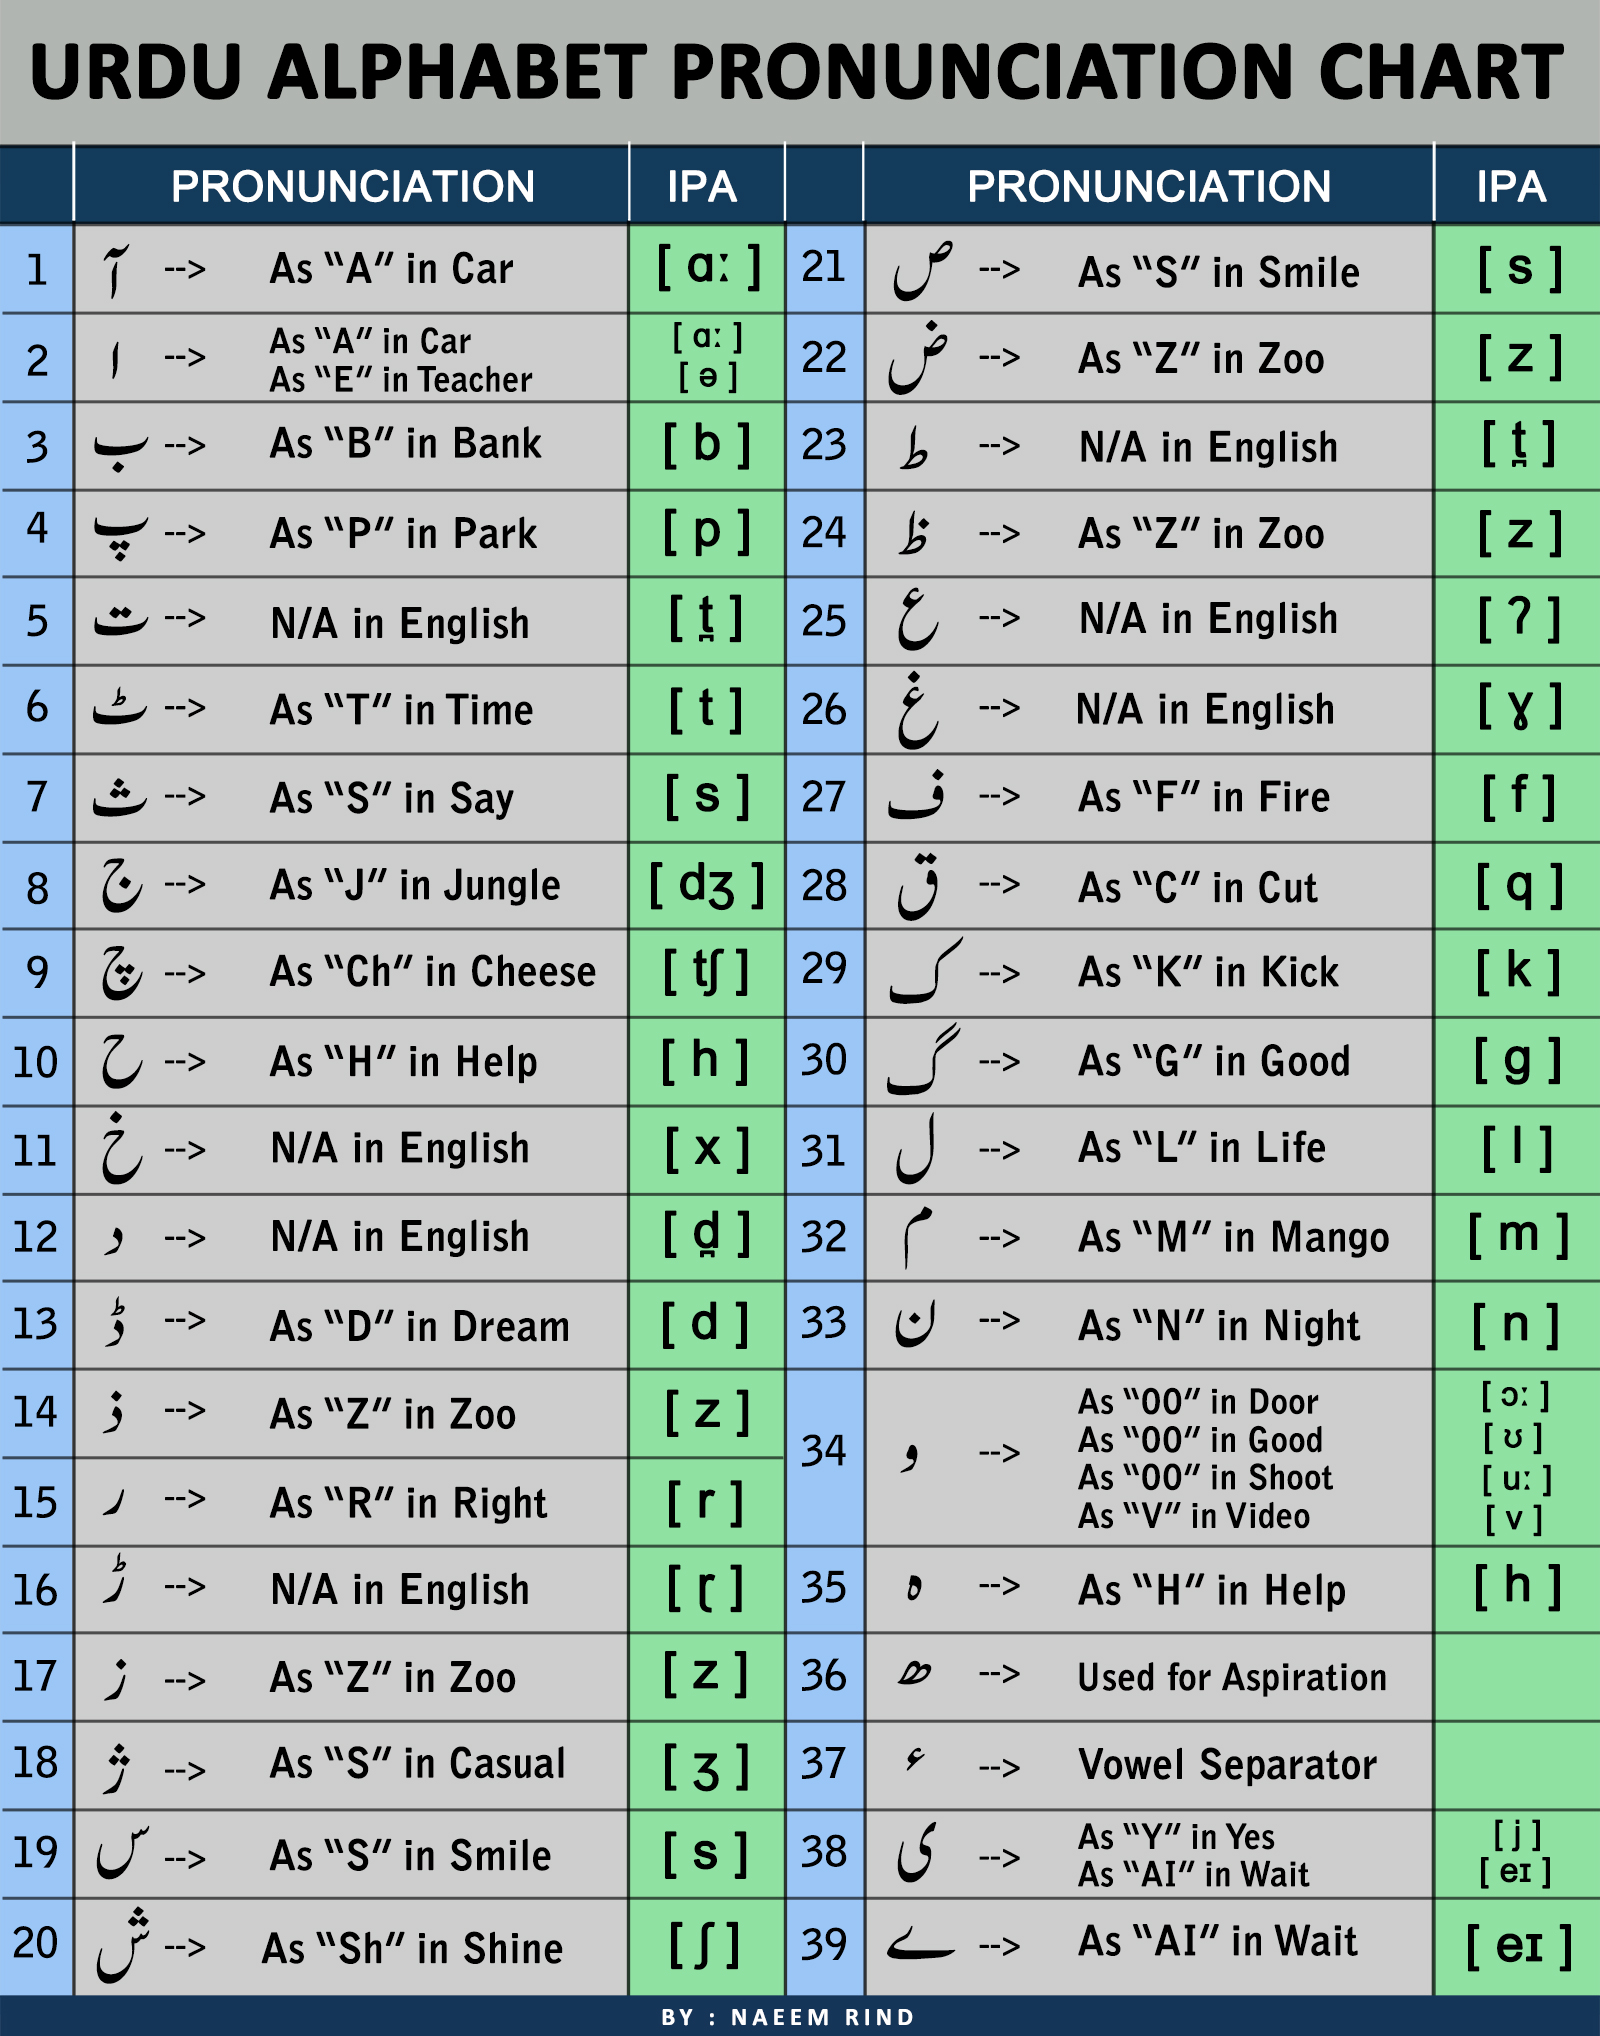 URDU ALPHABET PRONUNCIATION CHART
PRONUNCIATION IPA PRONUNCIATION IPA
1 آ --> As "A" in Car [ ɑː ]
2 ا --> As "A" in Car [ ɑː ]
As "E" in Teacher [ ə ]
3 ب --> As "B" in Bank [ b ]
4 پ --> As "P" in Park [ p ]
5 ت --> N/A in English [ t̪ ]
6 ٹ --> As "T" in Time [ t ]
7 ث --> As "S" in Say [ s ]
8 ج --> As "J" in Jungle [ dʒ ]
9 چ --> As "Ch" in Cheese [ tʃ ]
10 ح --> As "H" in Help [ h ]
11 خ --> N/A in English [ x ]
12 د --> N/A in English [ d̪ ]
13 ڈ --> As "D" in Dream [ d ]
14 ذ --> As "Z" in Zoo [ z ]
15 ر --> As "R" in Right [ r ]
16 ڑ --> N/A in English [ ɽ ]
17 ز --> As "Z" in Zoo [ z ]
18 ژ --> As "S" in Casual [ ʒ ]
19 س --> As "S" in Smile [ s ]
20 ش --> As "Sh" in Shine [ ʃ ]
21 ص --> As "S" in Smile [ s ]
22 ض --> As "Z" in Zoo [ z ]
23 ط --> N/A in English [ t̪ ]
24 ظ --> As "Z" in Zoo [ z ]
25 ع --> N/A in English [ ʔ ]
26 غ --> N/A in English [ ɣ ]
27 ف --> As "F" in Fire [ f ]
28 ق --> As "C" in Cut [ q ]
29 ک --> As "K" in Kick [ k ]
30 گ --> As "G" in Good [ g ]
31 ل --> As "L" in Life [ l ]
32 م --> As "M" in Mango [ m ]
33 ن --> As "N" in Night [ n ]
34 و --> As "OO" in Door [ ɔː ]
As "OO" in Good [ ʊ ]
As "OO" in Shoot [ uː ]
As "V" in Video [ v ]
35 ہ --> As "H" in Help [ h ]
36 ھ --> Used for Aspiration
37 ء --> Vowel Separator
38 ی --> As "Y" in Yes [ j ]
As "AI" in Wait [ eɪ ]
39 ے --> As "AI" in Wait [ eɪ ]
BY : NAEEM RIND